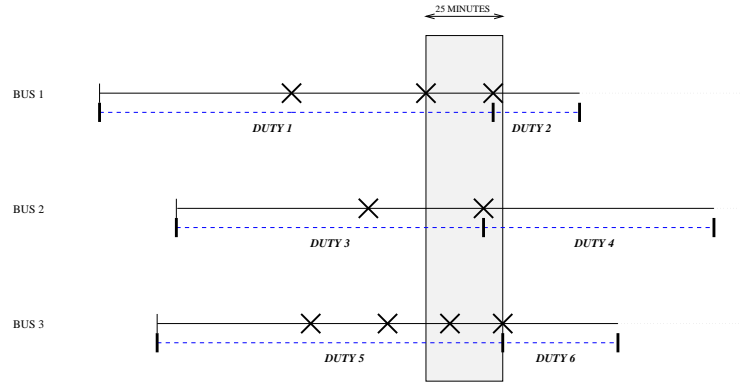 25 MINUTES
BUS 1
DUTY 1
DUTY 2
BUS 2
DUTY 3
DUTY 4
BUS 3
DUTY 5
DUTY 6